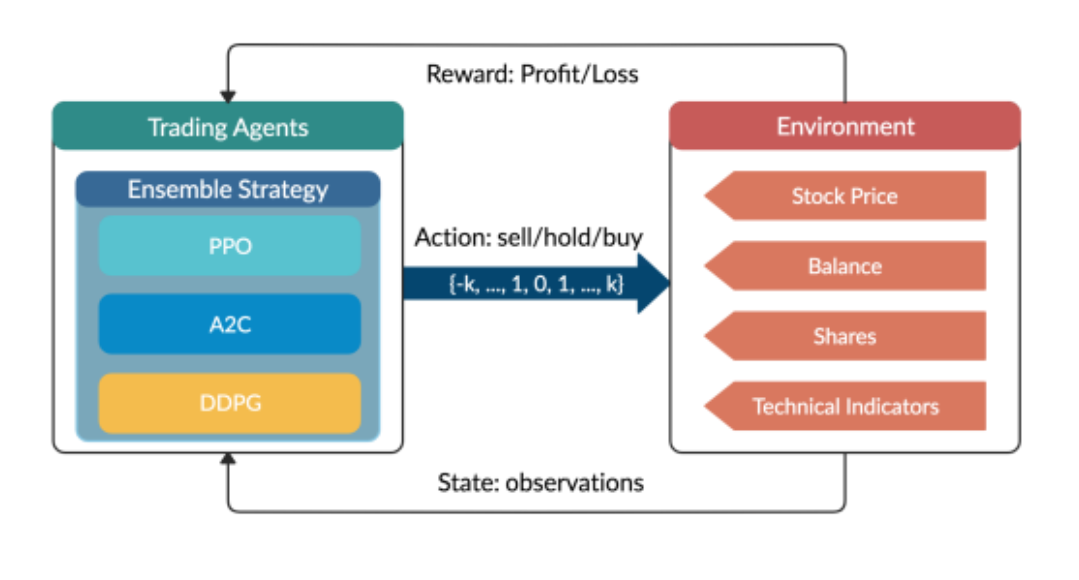 Reward: Profit/Loss
Trading Agents
Environment
Ensemble Strategy
PPO
A2C
DDPG
Action: sell/hold/buy
{-k, ..., 1, 0, 1, ..., k}
Stock Price
Balance
Shares
Technical Indicators
State: observations